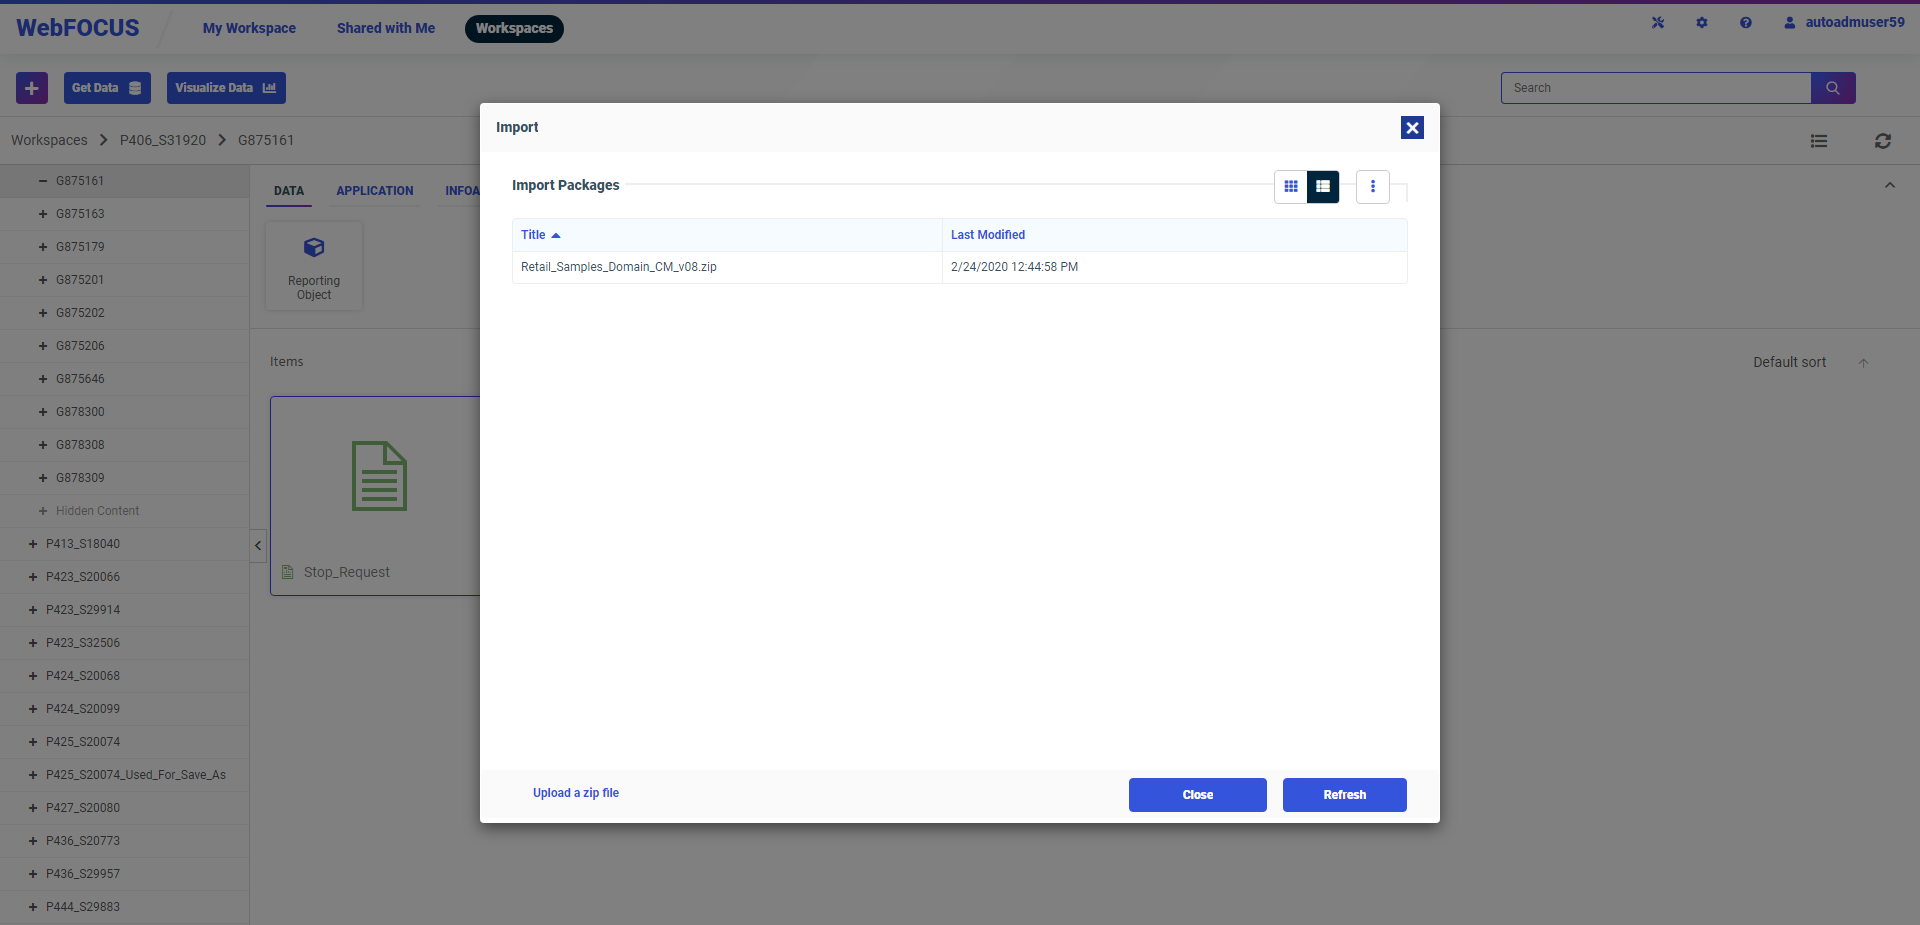 WebFOCUS
My Workspace
Shared with Me
Workspaces
autoadmuser59
Get Data
Visualize Data
Search
Workspaces
P406_S31920
G875161
G875161
G875163
G875179
G875201
G875202
G875206
G875646
G878300
G878308
G878309
Hidden Content
P413_S18040
P423_S20066
P423_S29914
P423_S32506
P424_S20068
P424_S20099
P425_S20074
P425_S20074_Used_For_Save_As
P427_S20080
P436_S20773
P436_S29957
P444_S29883
DATA
APPLICATION
INFOA
Reporting
Object
Items
Default sort
Stop_Request
Import
Import Packages
Title
Last Modified
Retail_Samples_Domain_CM_v08.zip
2/24/2020 12:44:58 PM
Upload a zip file
Close
Refresh